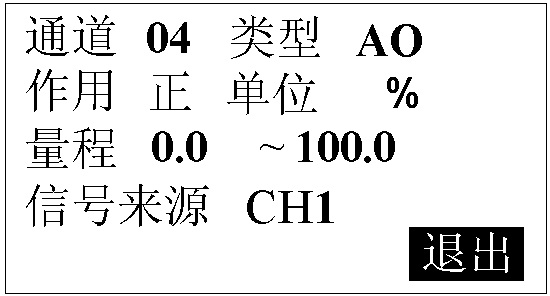 通道 04 类型 AO
作用 正 单位 %
量程 0.0 ~ 100.0
信号来源 CH1
退出